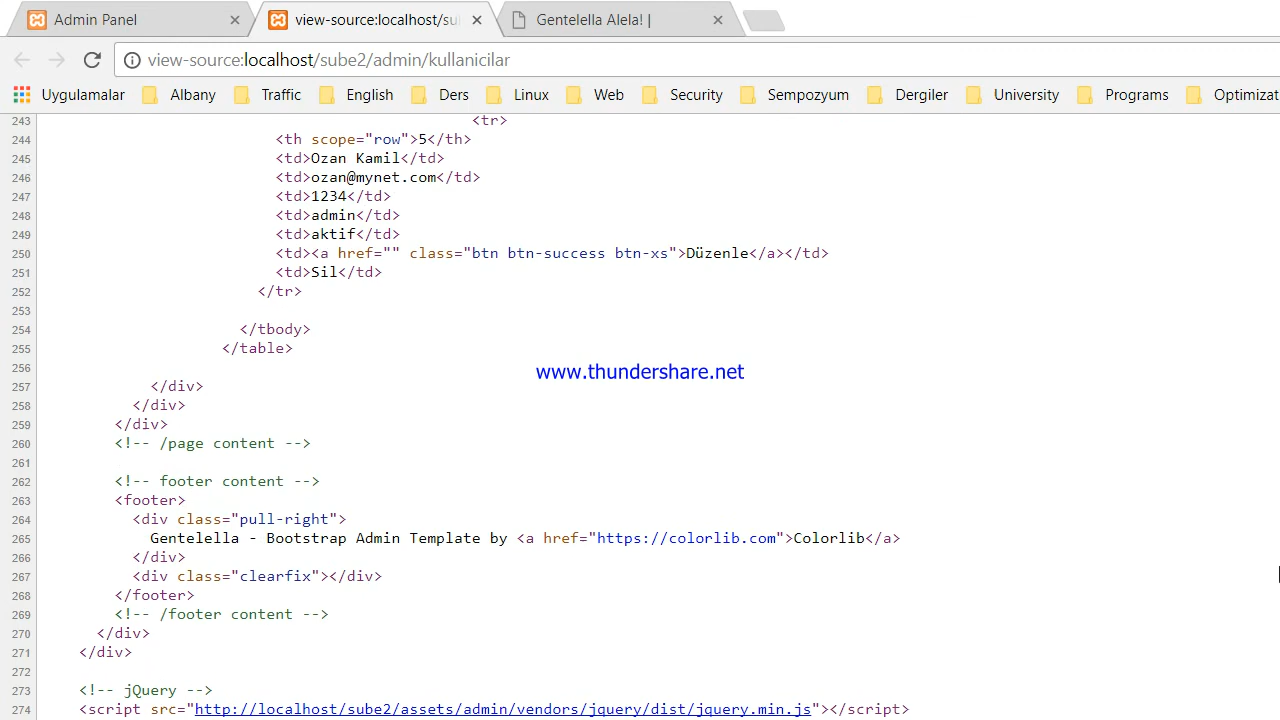 Admin Panel
view-source:localhost/su
Gentelella Alela! |
view-source:localhost/sube2/admin/kullanicilar
Uygulamalar Albany Traffic English Ders Linux Web Security Sempozyum Dergiler University Programs Optimizat
243 <tr>
244 <th scope="row">5</th>
245 <td>Ozan Kamil</td>
246 <td>ozan@mynet.com</td>
247 <td>1234</td>
248 <td>admin</td>
249 <td>aktif</td>
250 <td><a href="" class="btn btn-success btn-xs">Düzenle</a></td>
251 <td>Sil</td>
252 </tr>
253
254 </tbody>
255 </table>
256
www.thundershare.net
257 </div>
258 </div>
259 </div>
260 <!-- /page content -->
261
262 <!-- footer content -->
263 <footer>
264 <div class="pull-right">
265 Gentelella - Bootstrap Admin Template by <a href="https://colorlib.com">Colorlib</a>
266 </div>
267 <div class="clearfix"></div>
268 </footer>
269 <!-- /footer content -->
270 </div>
271 </div>
272
273 <!-- jQuery -->
274 <script src="http://localhost/sube2/assets/admin/vendors/jquery/dist/jquery.min.js"></script>